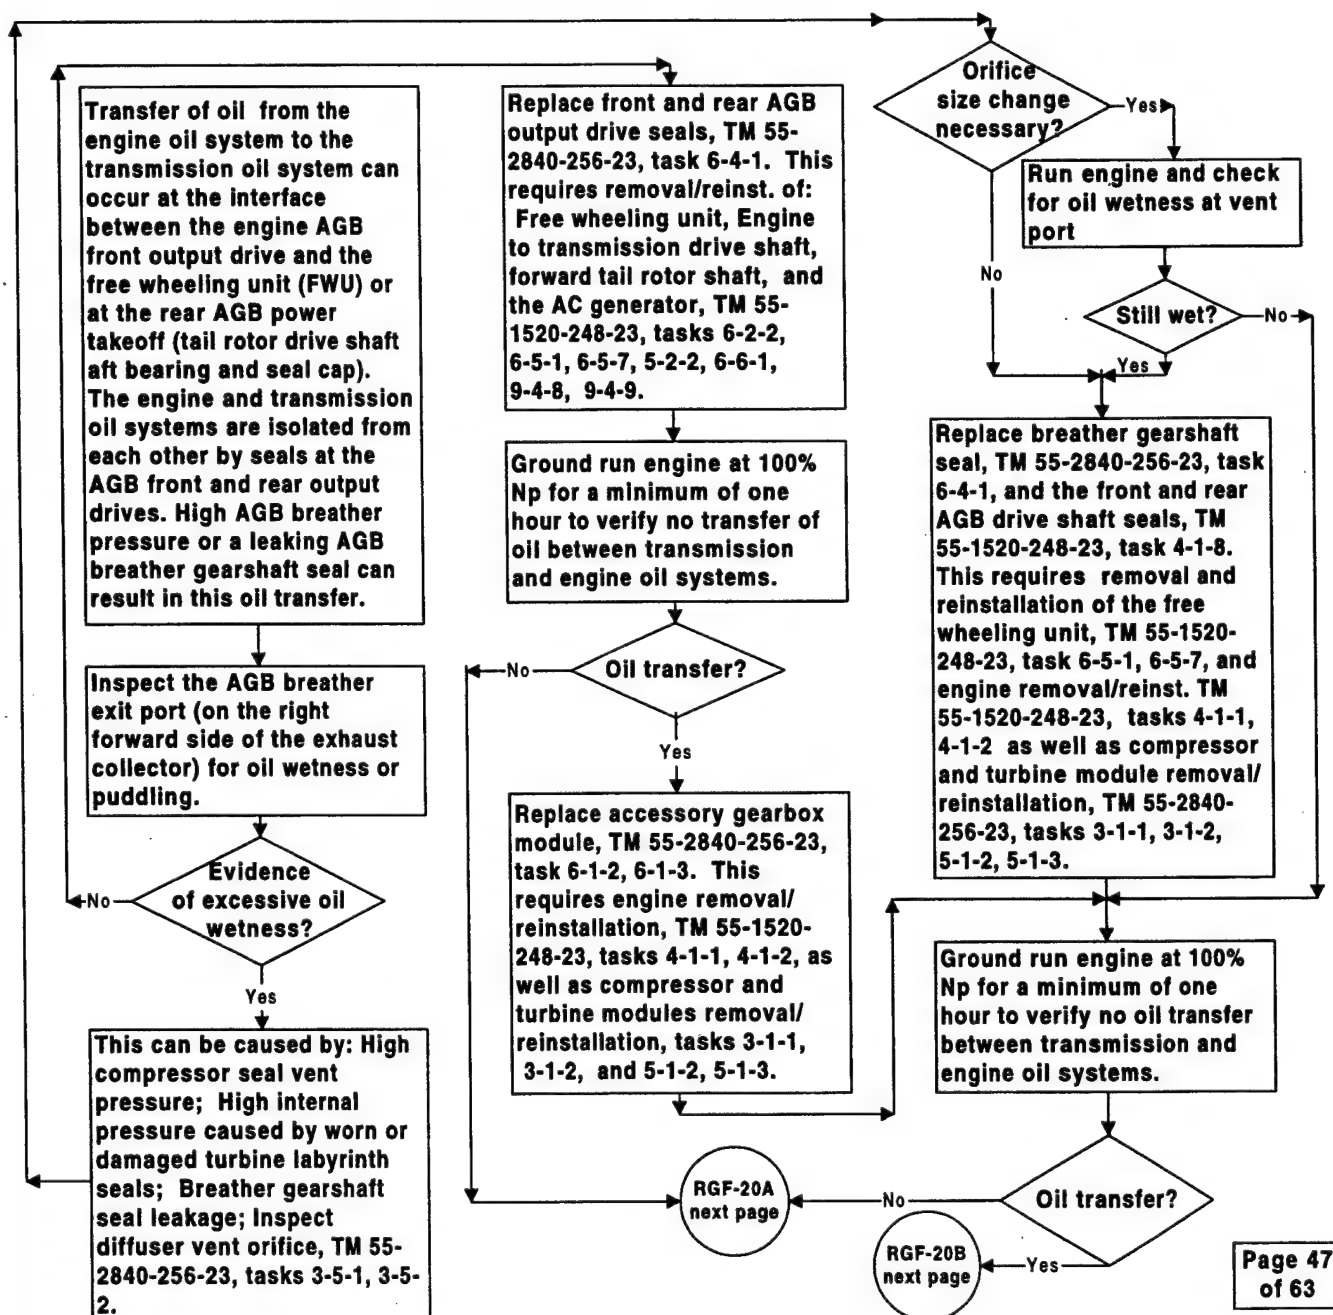 Transfer of oil from the
engine oil system to the
transmission oil system can
occur at the interface
between the engine AGB
front output drive and the
free wheeling unit (FWU) or
at the rear AGB power
takeoff (tail rotor drive shaft
aft bearing and seal cap).
The engine and transmission
oil systems are isolated from
each other by seals at the
AGB front and rear output
drives. High AGB breather
pressure or a leaking AGB
breather gearshaft seal can
result in this oil transfer.
Inspect the AGB breather
exit port (on the right
forward side of the exhaust
collector) for oil wetness or
puddling.
Evidence
of excessive oil
wetness?
No
Yes
This can be caused by: High
compressor seal vent
pressure; High internal
pressure caused by worn or
damaged turbine labyrinth
seals; Breather gearshaft
seal leakage; Inspect
diffuser vent orifice, TM 55-
2840-256-23, tasks 3-5-1, 3-5-
2.
Replace front and rear AGB
output drive seals, TM 55-
2840-256-23, task 6-4-1. This
requires removal/reinst. of:
Free wheeling unit, Engine
to transmission drive shaft,
forward tail rotor shaft, and
the AC generator, TM 55-
1520-248-23, tasks 6-2-2,
6-5-1, 6-5-7, 5-2-2, 6-6-1,
9-4-8, 9-4-9.
Ground run engine at 100%
Np for a minimum of one
hour to verify no transfer of
oil between transmission
and engine oil systems.
Oil transfer?
No
Yes
Replace accessory gearbox
module, TM 55-2840-256-23,
task 6-1-2, 6-1-3. This
requires engine removal/
reinstallation, TM 55-1520-
248-23, tasks 4-1-1, 4-1-2, as
well as compressor and
turbine modules removal/
reinstallation, tasks 3-1-1,
3-1-2, and 5-1-2, 5-1-3.
Orifice
size change
necessary?
Yes
No
Run engine and check
for oil wetness at vent
port
Still wet?
No
Yes
Replace breather gearshaft
seal, TM 55-2840-256-23, task
6-4-1, and the front and rear
AGB drive shaft seals, TM
55-1520-248-23, task 4-1-8.
This requires removal and
reinstallation of the free
wheeling unit, TM 55-1520-
248-23, task 6-5-1, 6-5-7, and
engine removal/reinst. TM
55-1520-248-23, tasks 4-1-1,
4-1-2 as well as compressor
and turbine module removal/
reinstallation, TM 55-2840-
256-23, tasks 3-1-1, 3-1-2,
5-1-2, 5-1-3.
Ground run engine at 100%
Np for a minimum of one
hour to verify no oil transfer
between transmission and
engine oil systems.
Oil transfer?
No
Yes
RGF-20A
next page
RGF-20B
next page
Page 47
of 63